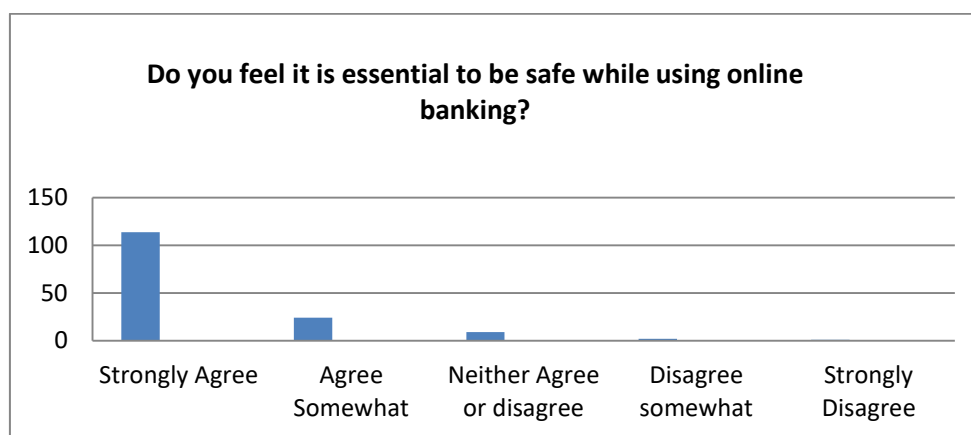 Do you feel it is essential to be safe while using online
banking?
150
100
50
0
Strongly Agree
Agree
Somewhat
Neither Agree
or disagree
Disagree
somewhat
Strongly
Disagree